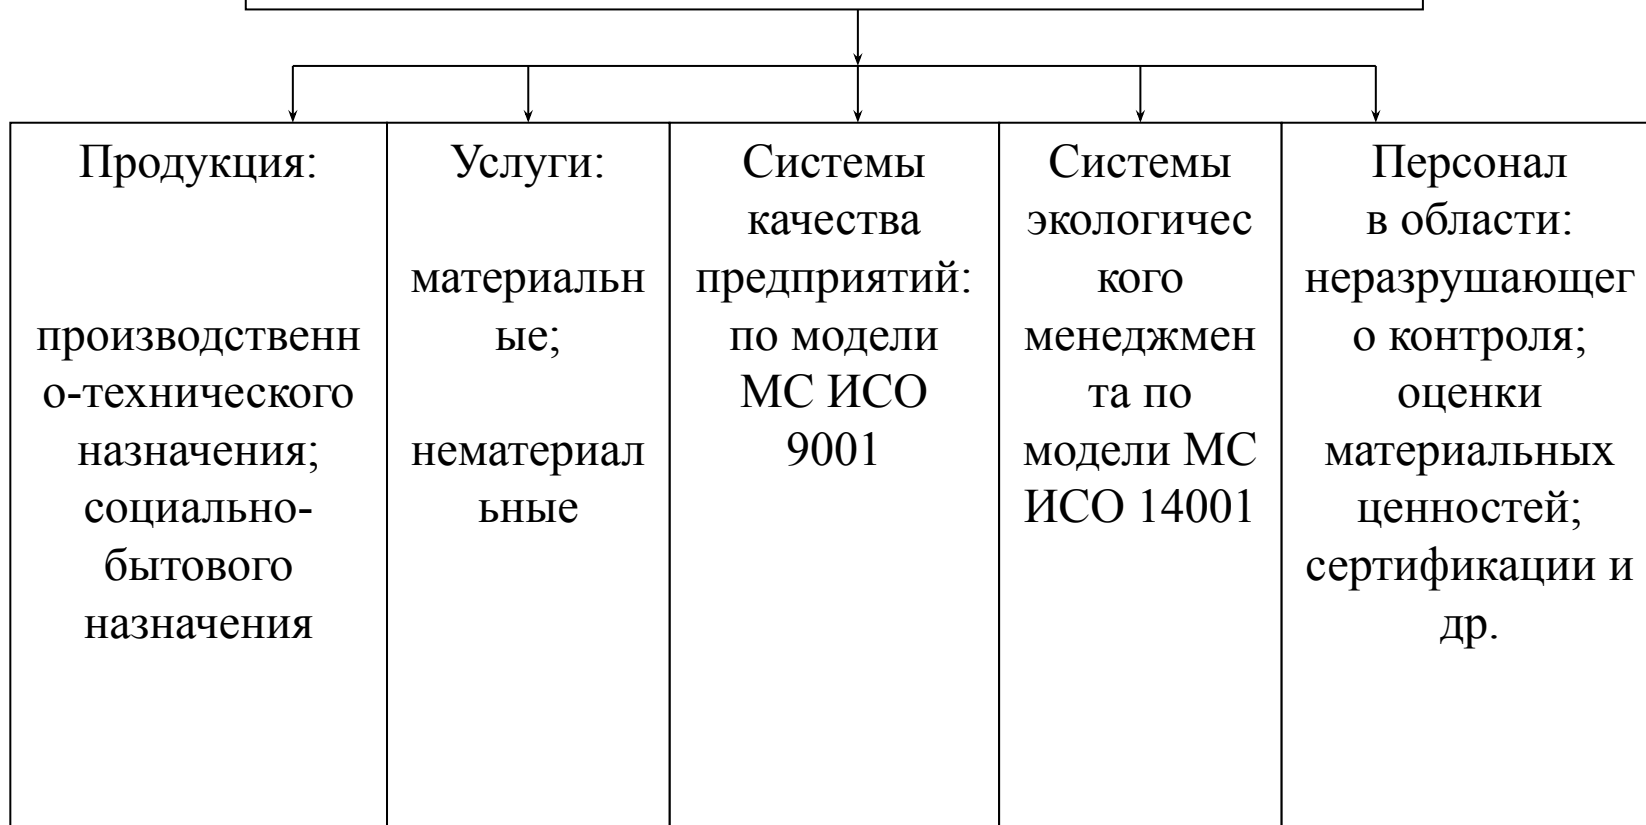 Продукция:
производственн
о-технического
назначения;
социально-
бытового
назначения
Услуги:
материальн
ые;
нематериал
ьные
Системы
качества
предприятий:
по модели
МС ИСО
9001
Системы
экологичес
кого
менеджмен
та по
модели МС
ИСО 14001
Персонал
в области:
неразрушающег
о контроля;
оценки
материальных
ценностей;
сертификации и
др.